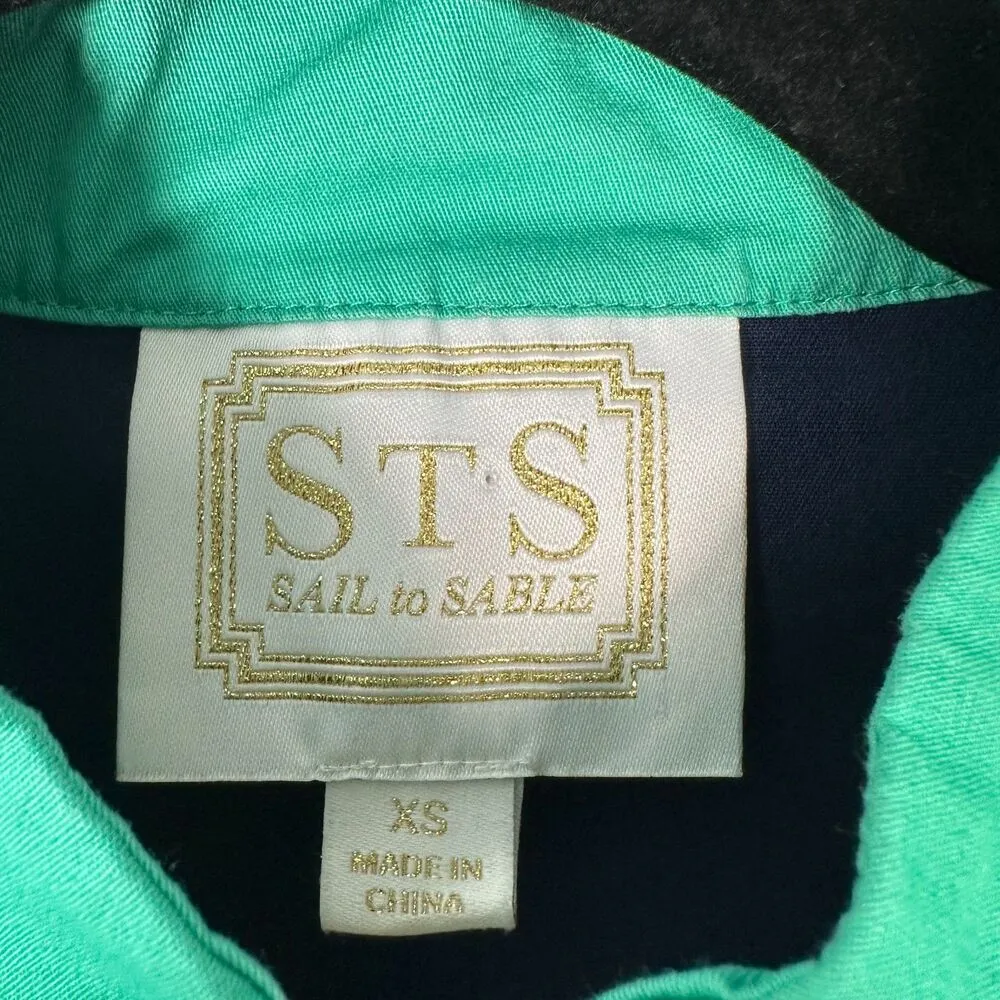 STS
SAIL to SABLE
XS
MADE IN
CHINA